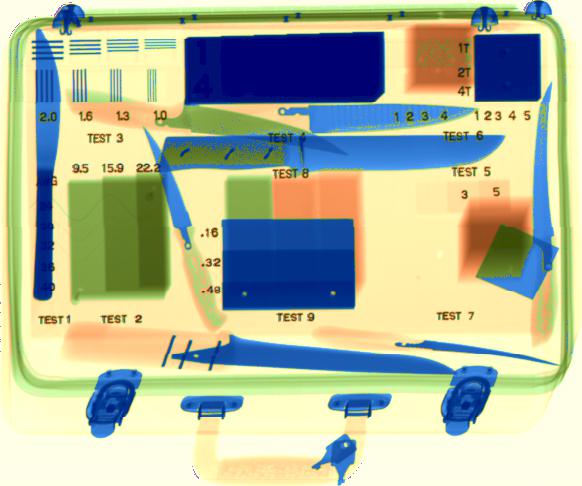 1T
2T
4T
2.0 1.6 1.3 1.0
1 2 3 4
1 2 3 4 5
TEST 3
TEST 4
TEST 6
9.5 15.9 22.2
TEST 8
TEST 5
3 5
.16
.32
.48
TEST 1
TEST 2
TEST 9
TEST 7